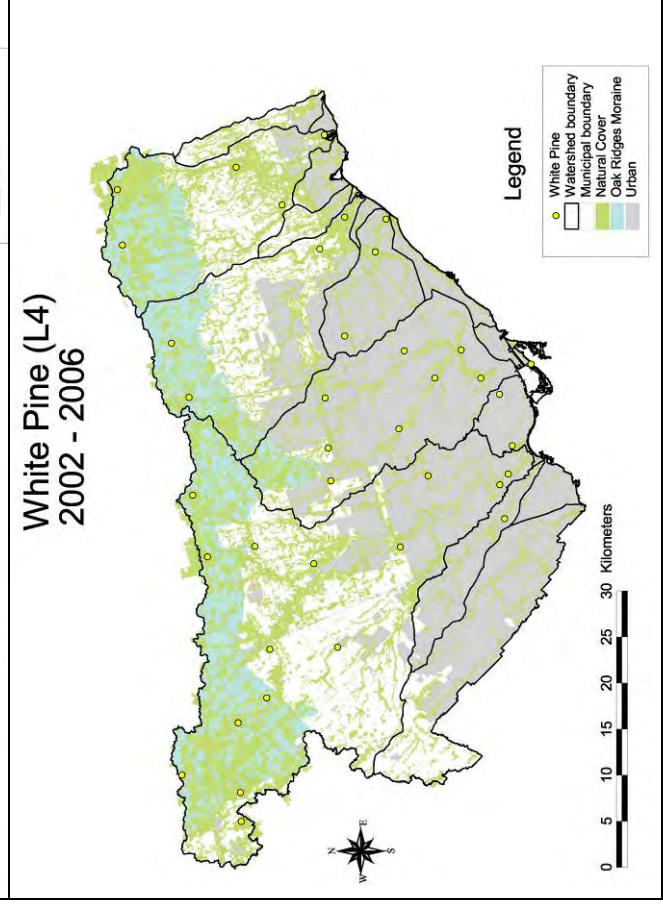 White Pine (L4)
2002 - 2006
Legend
White Pine
Watershed boundary
Municipal boundary
Natural Cover
Oak Ridges Moraine
Urban
N
W E
S
0 5 10 15 20 25 30 Kilometers